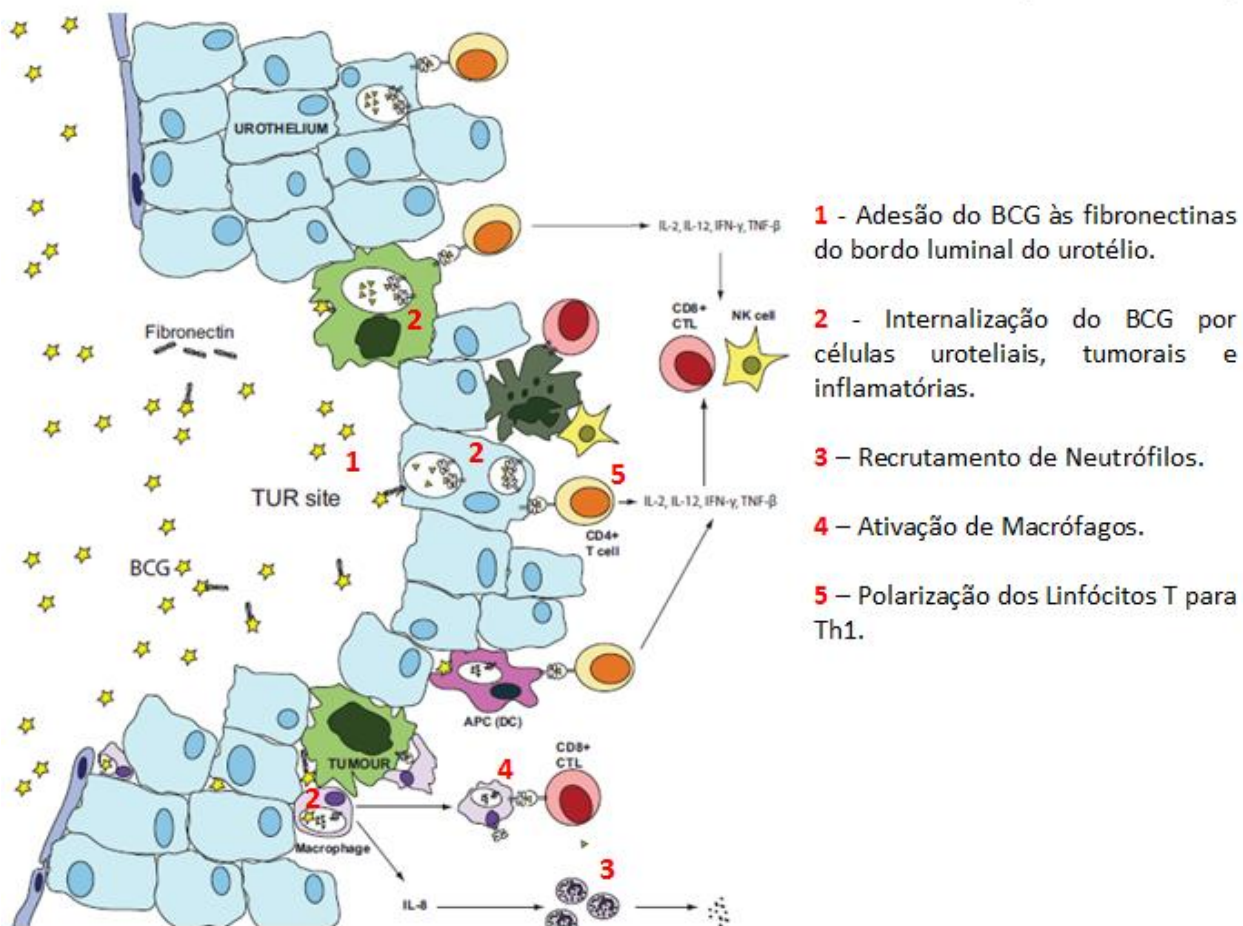 UROTHELIUM
IL-2, IL-12, IFN-γ, TNF-β
2
CD8+
CTL
NK cell
Fibronectin
1
2
5
TUR site
IL-2, IL-12, IFN-γ, TNF-β
CD4+
T cell
BCG
APC (DC)
TUMOUR
CD8+
CTL
4
2
Macrophage
3
IL-8
1 - Adesão do BCG às fibronectinas
do bordo luminal do urotélio.
2 - Internalização do BCG por
células uroteliais, tumorais e
inflamatórias.
3 – Recrutamento de Neutrófilos.
4 – Ativação de Macrófagos.
5 – Polarização dos Linfócitos T para
Th1.